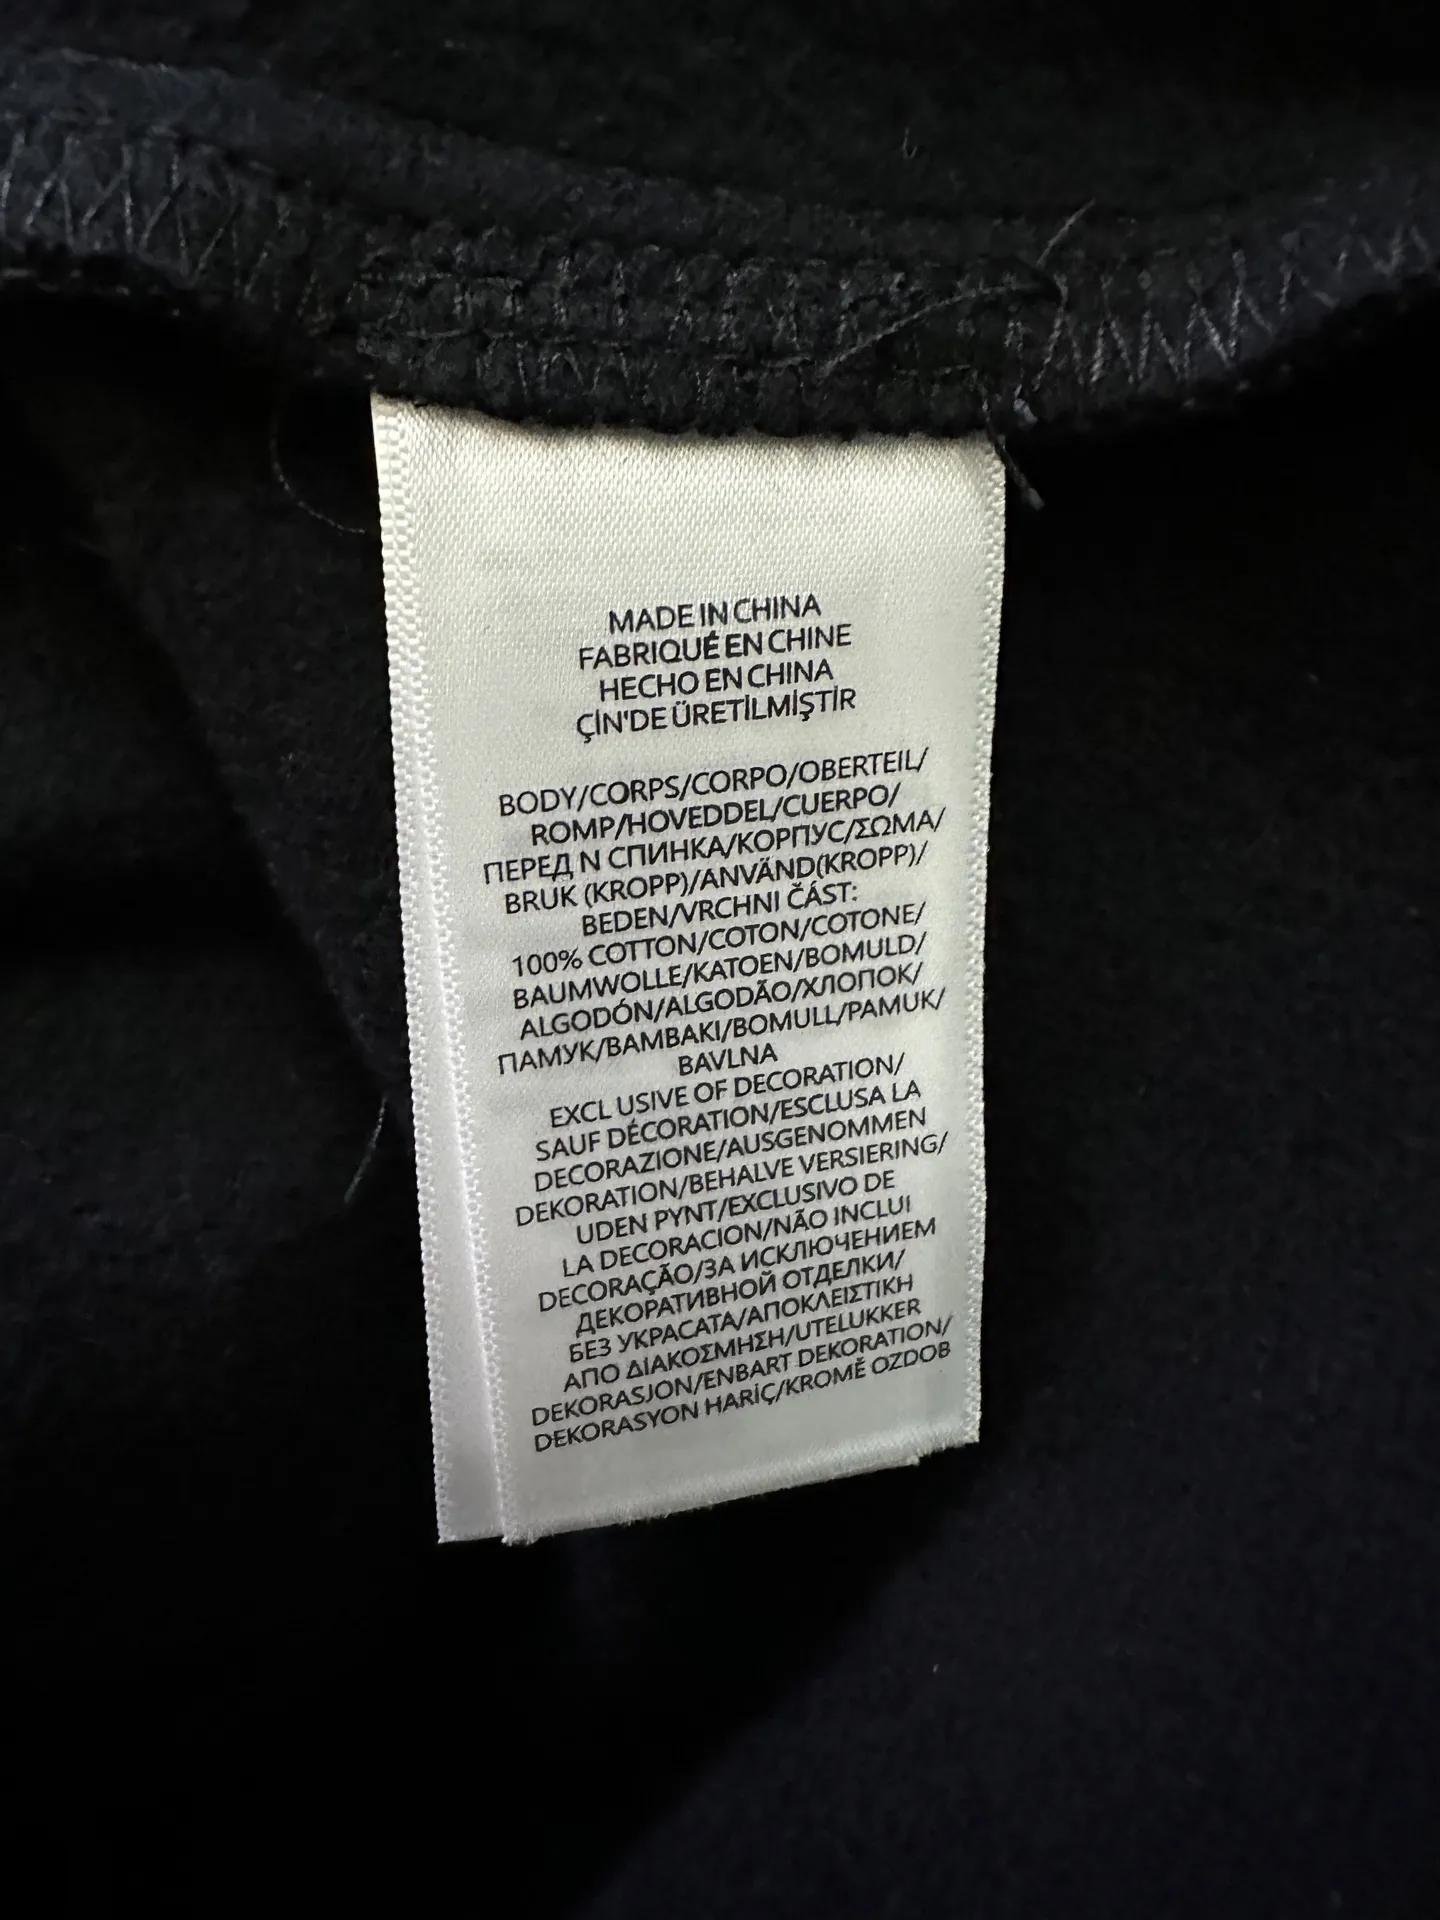 MADE IN CHINA
FABRIQUÉ EN CHINE
HECHO EN CHINA
ÇİN'DE ÜRETİLMİŞTİR
BODY/CORPS/CORPO/OBERTEIL/
ROMP/HOVEDDEL/CUERPO/
ПЕРЕД N СПИНКА/КОРПУС/ΣΩΜΑ/
BRUK (KROPP)/ANVÄND(KROPP)/
BEDEN/VRCHNI ČÁST:
100% COTTON/COTON/COTONE/
BAUMWOLLE/KATOEN/BOMULD/
ALGODÓN/ALGODÃO/ХЛОПОК/
ПАМУК/BAMBAKI/BOMULL/PAMUK/
BAVLNA
EXCL USIVE OF DECORATION/
SAUF DÉCORATION/ESCLUSA LA
DECORAZIONE/AUSGENOMMEN
DEKORATION/BEHALVE VERSIERING/
UDEN PYNT/EXCLUSIVO DE
LA DECORACION/NÃO INCLUI
DECORAÇÃO/ЗА ИСКЛЮЧЕНИЕМ
ДЕКОРАТИВНОЙ ОТДЕЛКИ/
БЕЗ УКРАСАТА/ΑΠΟΚΛΕΙΣΤΙΚΗ
ΑΠΟ ΔΙΑΚΟΣΜΗΣΗ/UTELUKKER
DEKORASJON/ENBART DEKORATION/
DEKORASYON HARİÇ/KROMĚ OZDOB